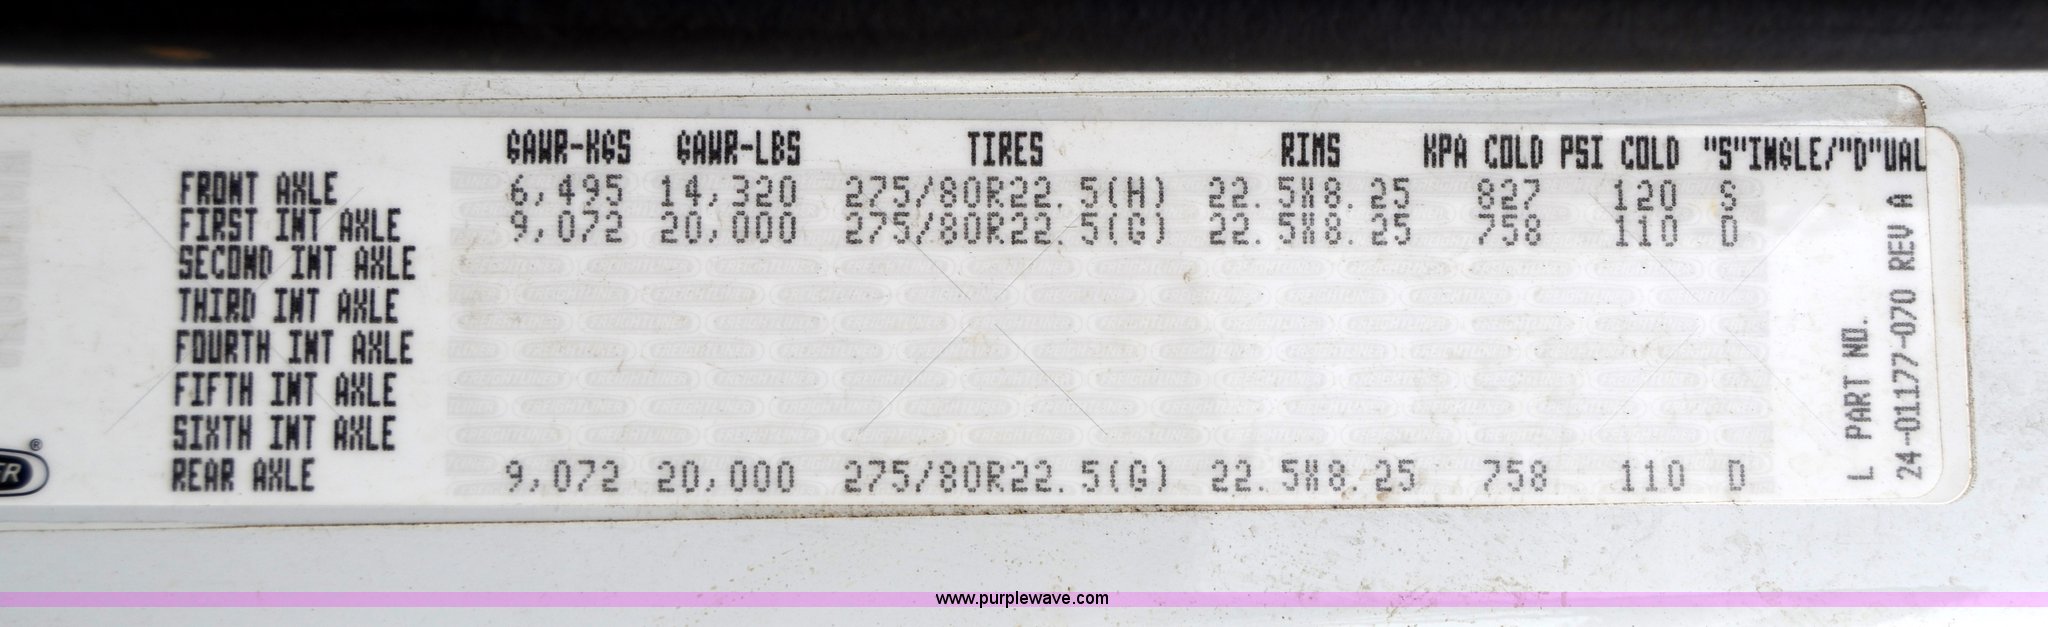 GAWR-KGS GAWR-LBS TIRES RIMS KPA COLD PSI COLD "S"INGLE/"D"UAL
FRONT AXLE 6,495 14,320 275/80R22.5(H) 22.5X8.25 827 120 S
FIRST INT AXLE 9,072 20,000 275/80R22.5(G) 22.5X8.25 758 110 D
SECOND INT AXLE
THIRD INT AXLE
FOURTH INT AXLE
FIFTH INT AXLE
SIXTH INT AXLE
REAR AXLE 9,072 20,000 275/80R22.5(G) 22.5X8.25 758 110 D
L PART NO.
24-01177-070 REV A
www.purplewave.com